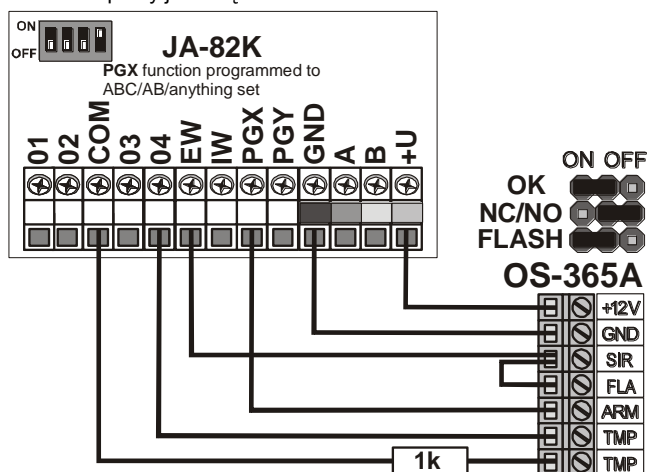 ON
OFF
JA-82K
PGX function programmed to
ABC/AB/anything set
01
02
COM
03
04
EW
IW
PGX
PGY
GND
A
B
+U
ON OFF
OK
NC/NO
FLASH
OS-365A
+12V
GND
SIR
FLA
ARM
TMP
TMP
1k